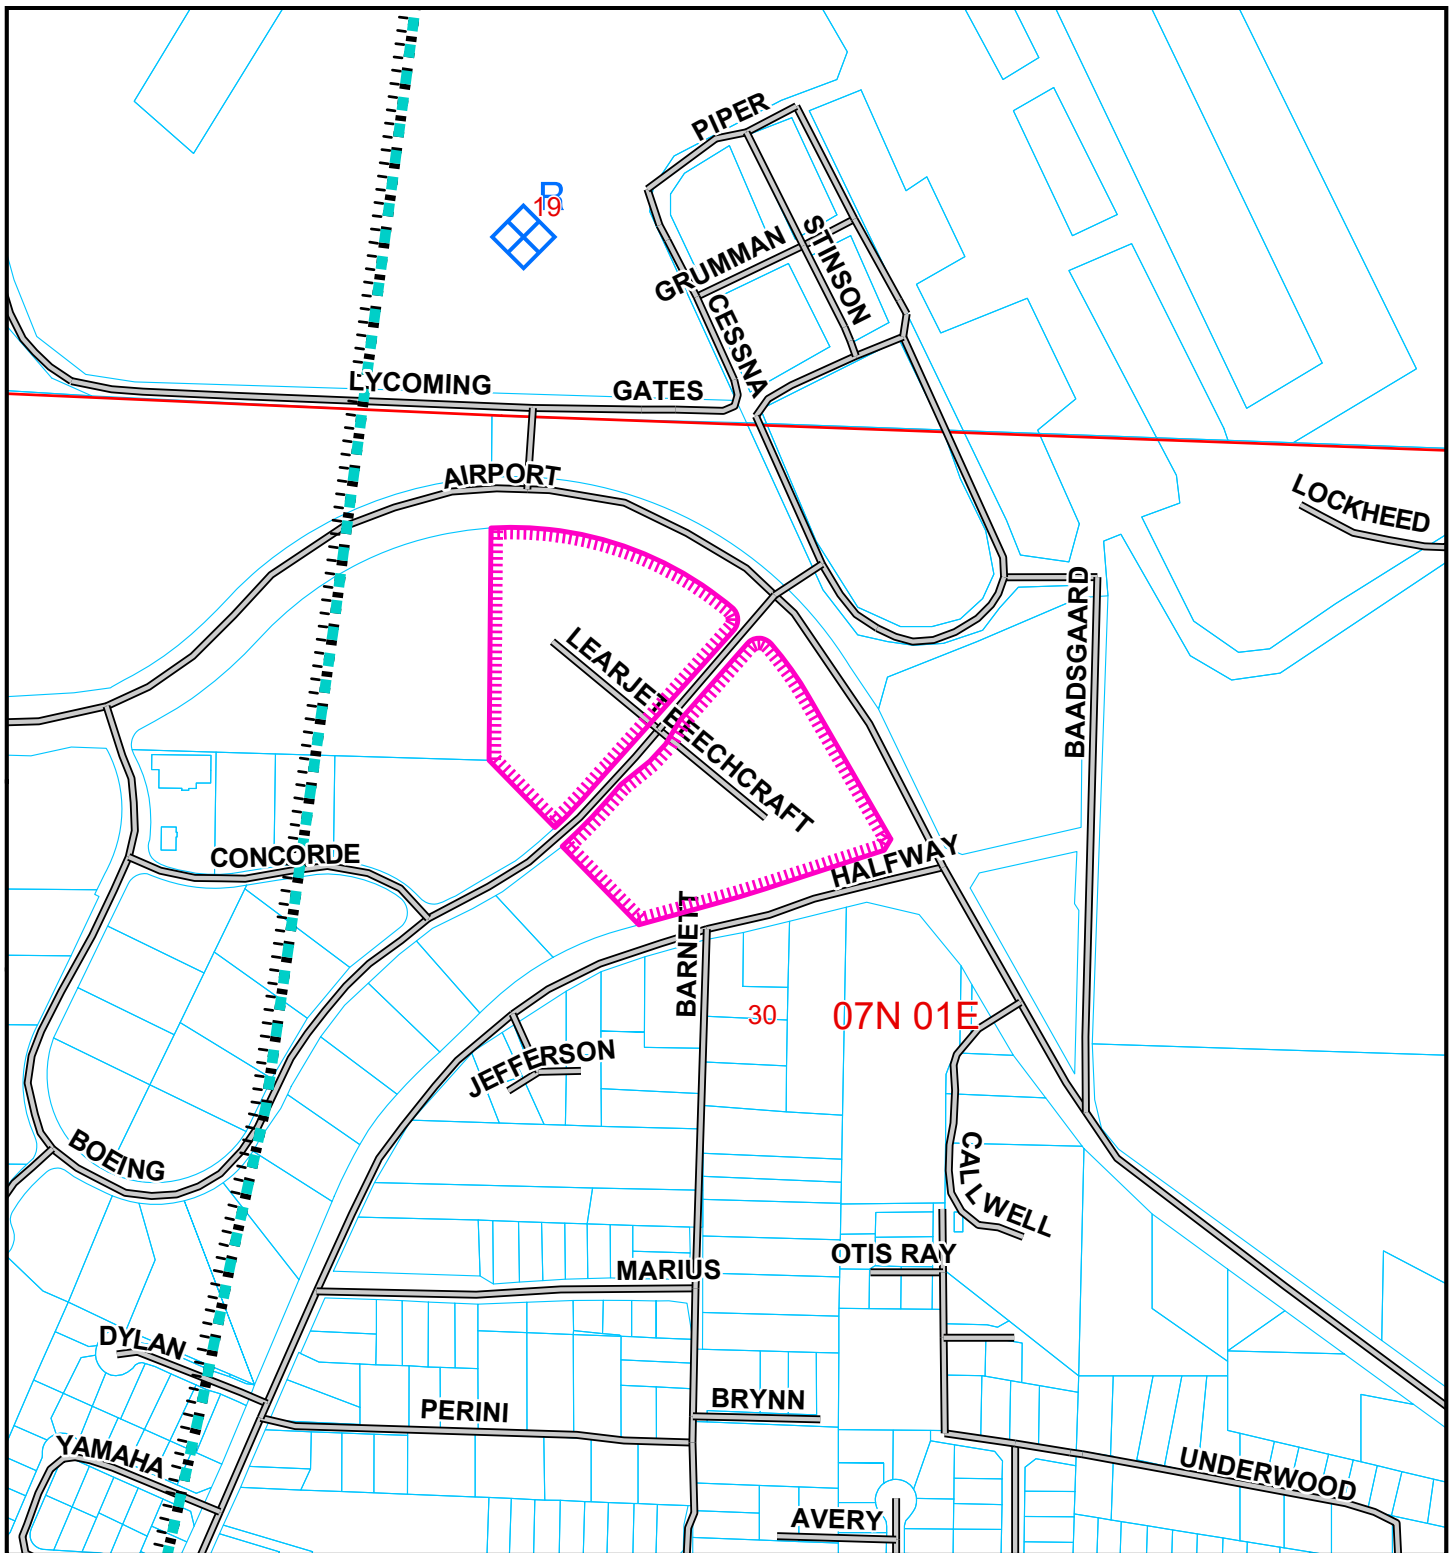 PIPER
R
19
GRUMMAN
STINSON
CESSNA
LYCOMING
GATES
AIRPORT
LOCKHEED
LEARJET
BEECHCRAFT
BAADSGAARD
CONCORDE
HALFWAY
BARNETT
30
07N 01E
JEFFERSON
BOEING
CALLWELL
OTIS RAY
MARIUS
DYLAN
BRYNN
PERINI
YAMAHA
UNDERWOOD
AVERY